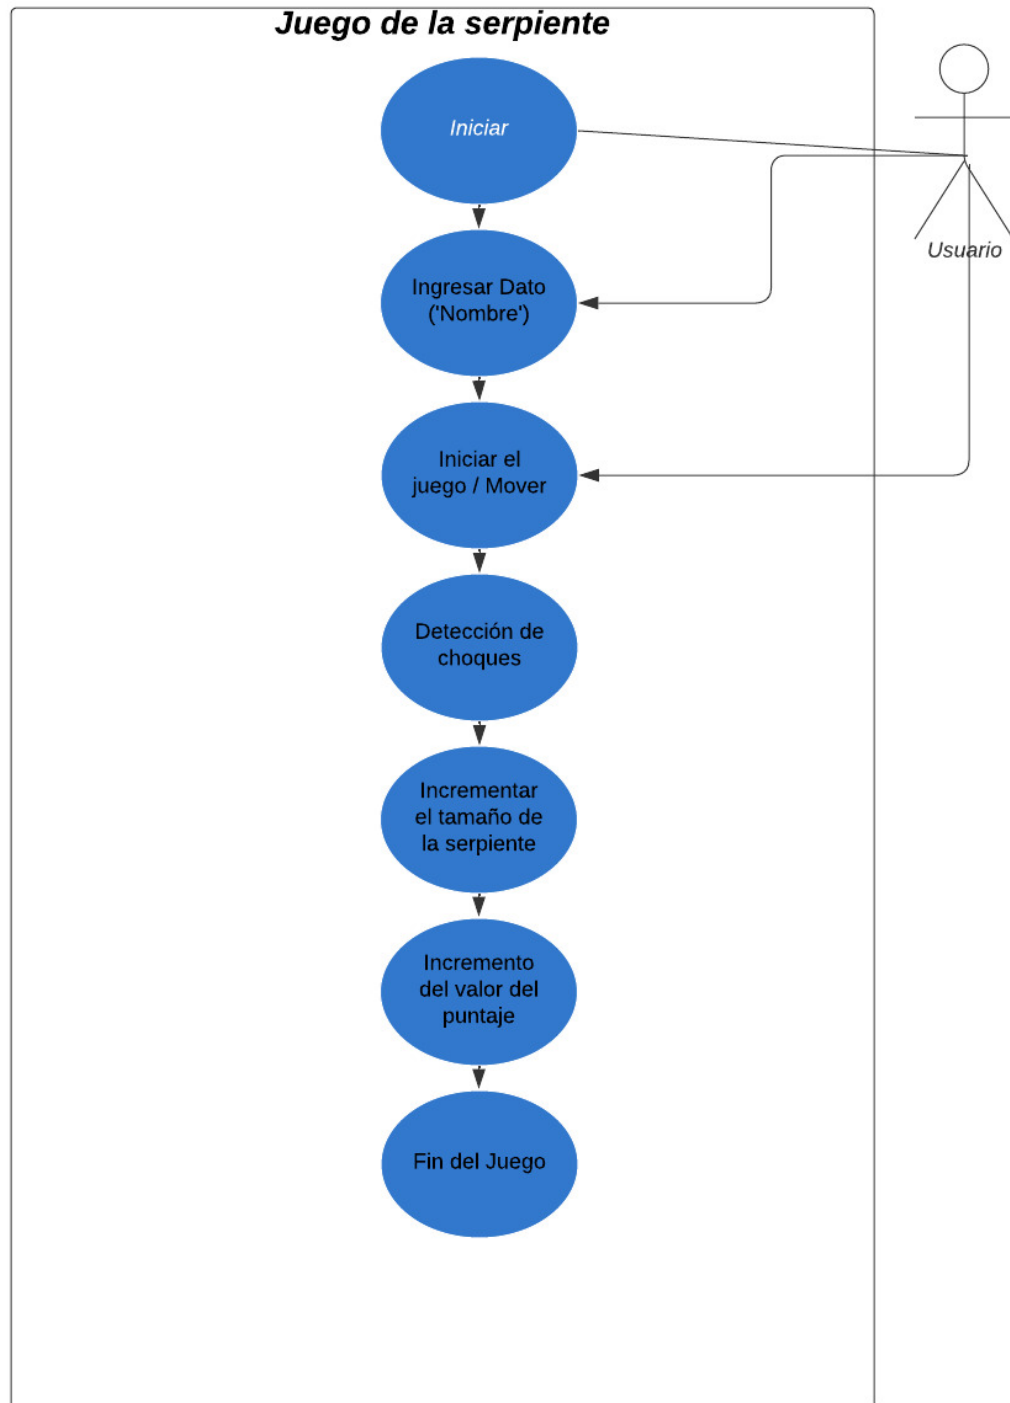 Juego de la serpiente
Iniciar
Usuario
Ingresar Dato
('Nombre')
Iniciar el
juego / Mover
Detección de
choques
Incrementar
el tamaño de
la serpiente
Incremento
del valor del
puntaje
Fin del Juego